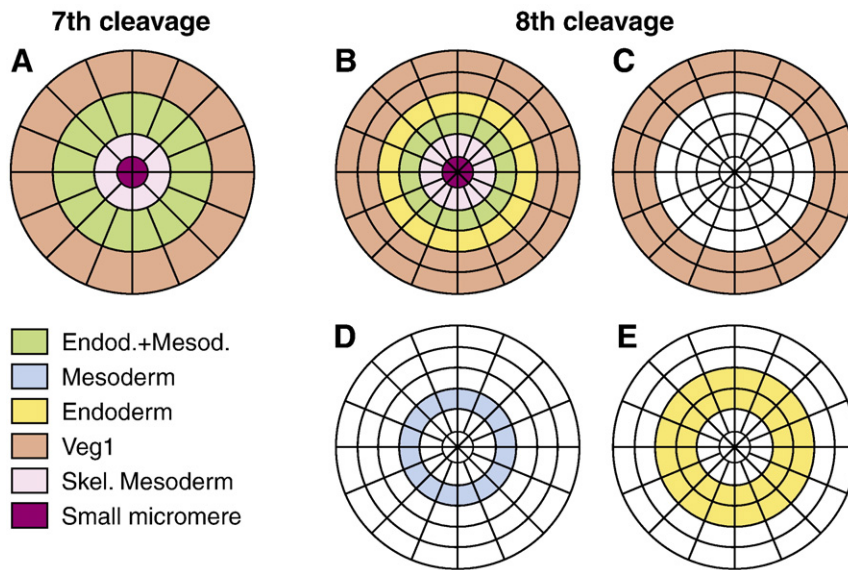 7th cleavage
8th cleavage
A
B
C
Endod.+Mesod.
Mesoderm
Endoderm
Veg1
Skel. Mesoderm
Small micromere
D
E